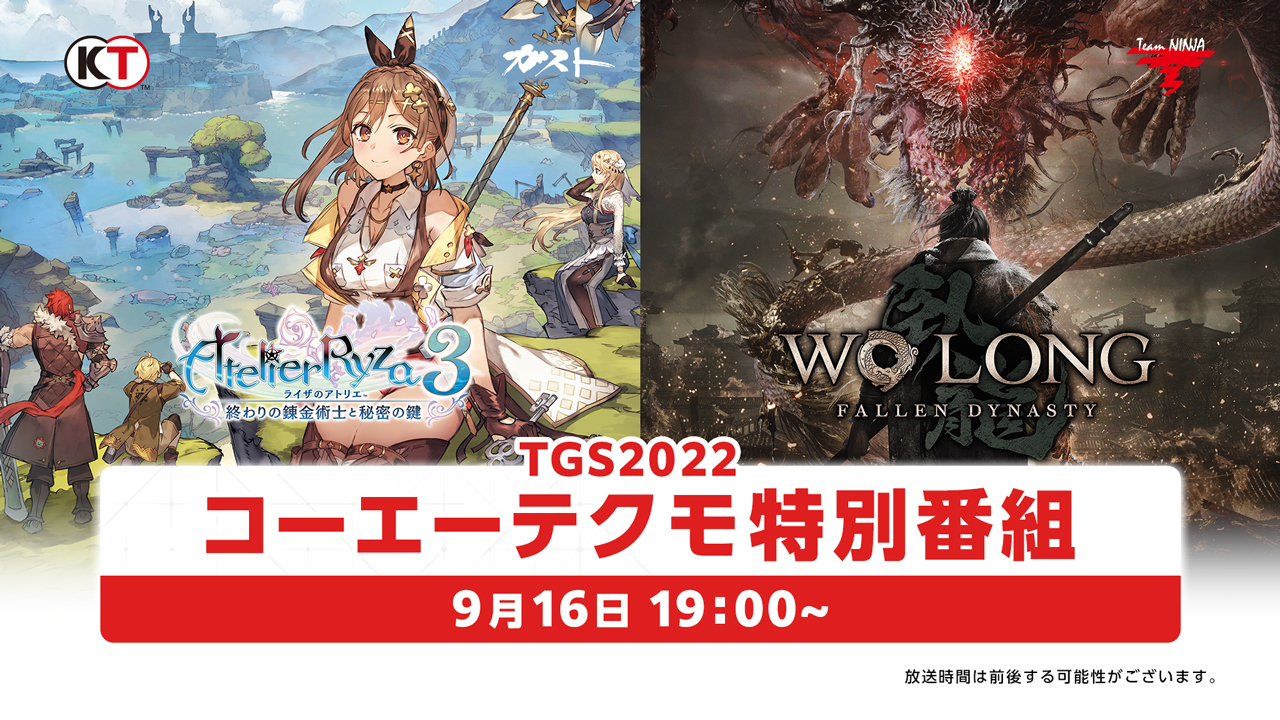 KT
TM
ガスト
Team NINJA
Atelier Ryza 3
ライザのアトリエ~
終わりの錬金術士と秘密の鍵
WO LONG
FALLEN DYNASTY
TGS2022
コーエーテクモ特別番組
9月16日 19:00~
放送時間は前後する可能性がございます。